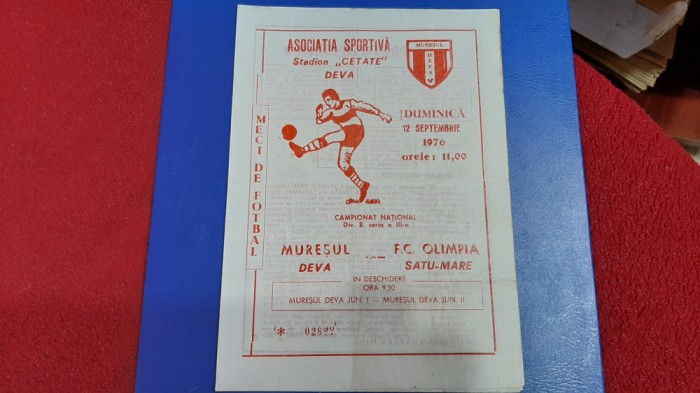 ASOCIAȚIA SPORTIVĂ
Stadion „CETATE"
DEVA
MUREȘUL
DEVA
MECI DE FOTBAL
DUMINICĂ
12 SEPTEMBRIE
1976
orele: 11,00
CAMPIONAT NAȚIONAL
Div. B. seria a III-a
MUREȘUL — F.C. OLIMPIA
DEVA SATU-MARE
IN DESCHIDERE
ORA 9,30
MUREȘUL DEVA JUN. I — MUREȘUL DEVA JUN. II